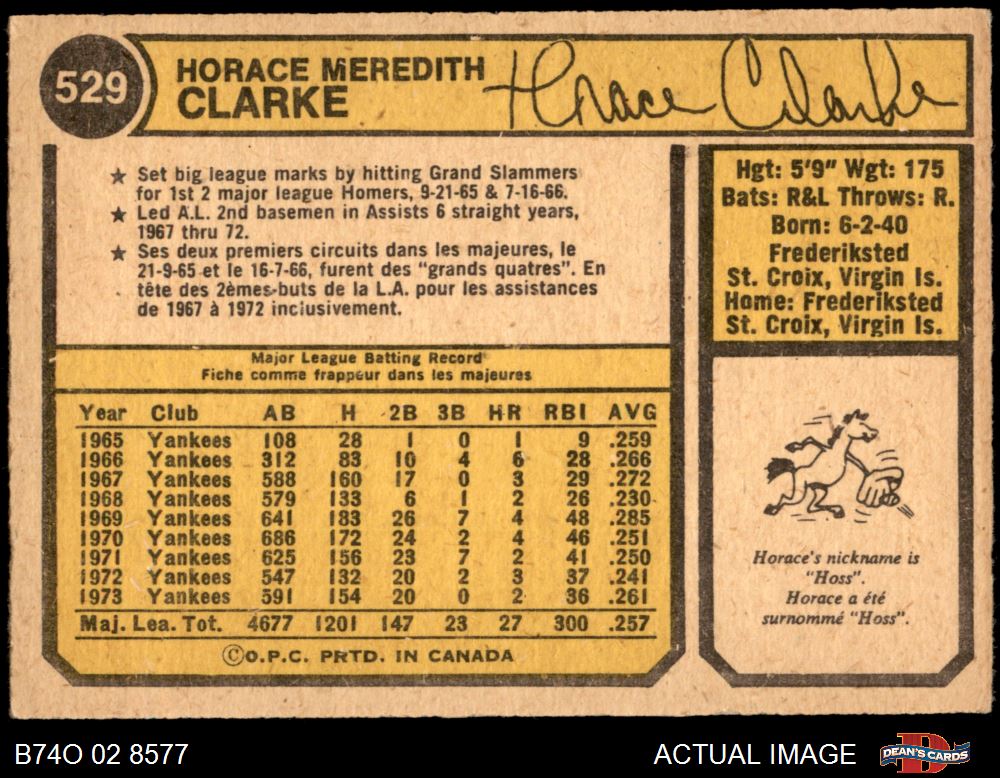 529
HORACE MEREDITH
CLARKE
Horace Clarke
★ Set big league marks by hitting Grand Slammers
for 1st 2 major league Homers, 9-21-65 & 7-16-66.
★ Led A.L. 2nd basemen in Assists 6 straight years,
1967 thru 72.
★ Ses deux premiers circuits dans les majeures, le
21-9-65 et le 16-7-66, furent des "grands quatres". En
tête des 2èmes-buts de la L.A. pour les assistances
de 1967 à 1972 inclusivement.
Hgt: 5'9" Wgt: 175
Bats: R&L Throws: R.
Born: 6-2-40
Frederiksted
St. Croix, Virgin Is.
Home: Frederiksted
St. Croix, Virgin Is.
Major League Batting Record
Fiche comme frappeur dans les majeures
Year Club AB H 2B 3B HR RBI AVG
1965 Yankees 108 28 1 0 1 9 .259
1966 Yankees 312 83 10 4 6 28 .266
1967 Yankees 588 160 17 0 3 29 .272
1968 Yankees 579 133 6 1 2 26 .230
1969 Yankees 641 183 26 7 4 48 .285
1970 Yankees 686 172 24 2 4 46 .251
1971 Yankees 625 156 23 7 2 41 .250
1972 Yankees 547 132 20 2 3 37 .241
1973 Yankees 591 154 20 0 2 36 .261
Maj. Lea. Tot. 4677 1201 147 23 27 300 .257
©O.P.C. PRTD. IN CANADA
Horace's nickname is
"Hoss".
Horace a été
surnommé "Hoss".
B74O 02 8577
ACTUAL IMAGE
D
DEAN'S CARDS